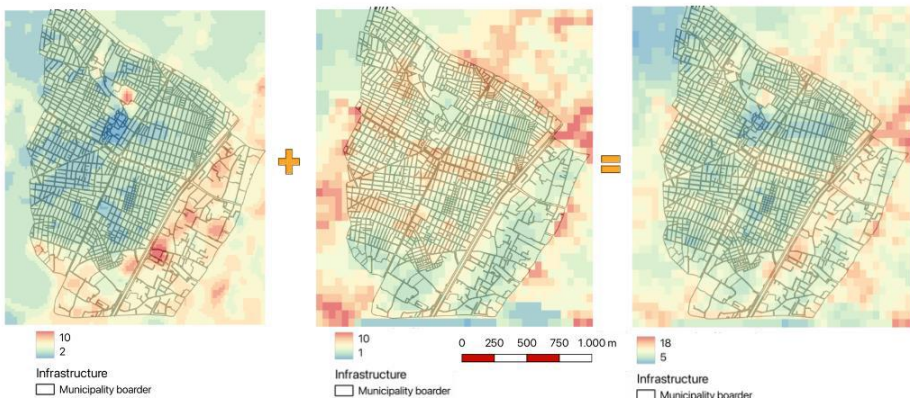 10
2
Infrastructure
Municipality boarder
10
1
Infrastructure
Municipality boarder
0 250 500 750 1.000 m
18
5
Infrastructure
Municipality boarder